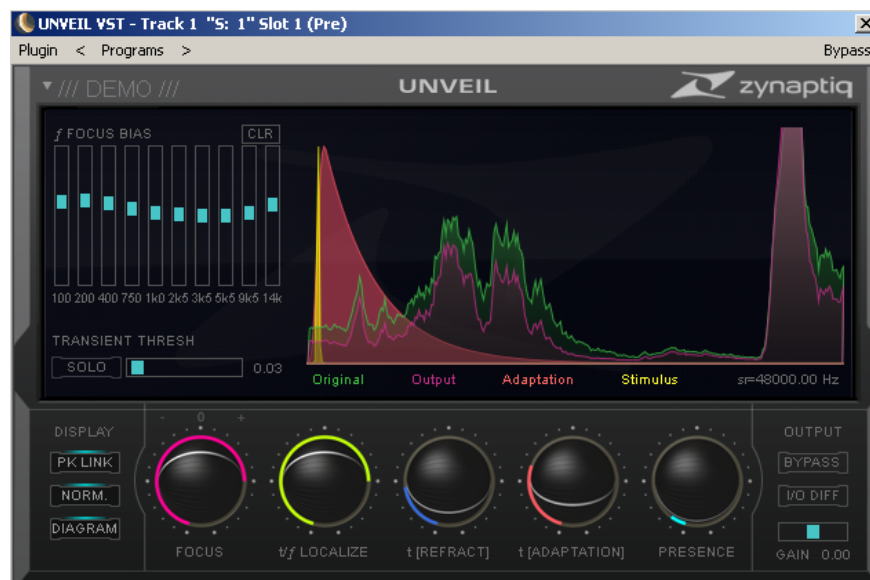 UNVEIL VST - Track 1 "S: 1" Slot 1 (Pre)
Plugin < Programs > Bypass
▼ /// DEMO /// UNVEIL zynaptiq
ƒ FOCUS BIAS CLR
100 200 400 750 1k0 2k5 3k5 5k5 9k5 14k
TRANSIENT THRESH
SOLO 0.03
Original Output Adaptation Stimulus sr=48000.00 Hz
- 0 +
DISPLAY OUTPUT
PK LINK BYPASS
NORM. I/O DIFF
DIAGRAM
FOCUS t/ƒ LOCALIZE t [REFRACT] t [ADAPTATION] PRESENCE GAIN 0.00